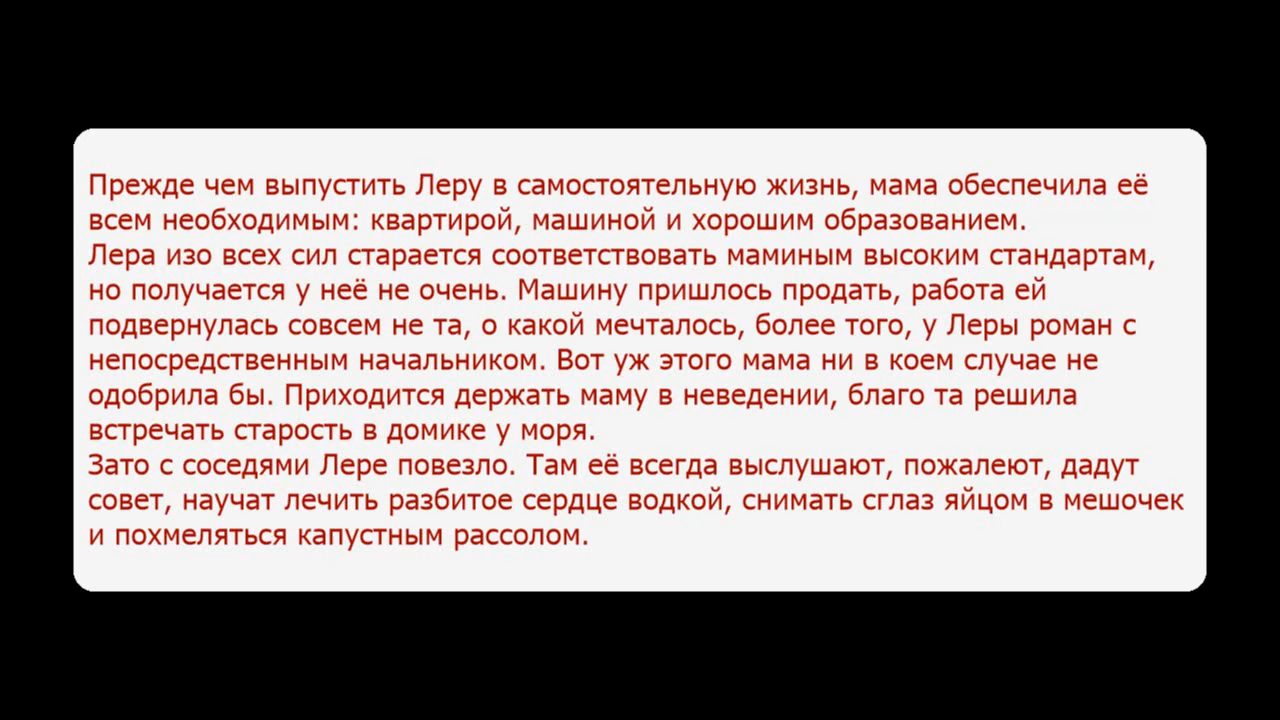 Прежде чем выпустить Леру в самостоятельную жизнь, мама обеспечила её
всем необходимым: квартирой, машиной и хорошим образованием.
Лера изо всех сил старается соответствовать маминым высоким стандартам,
но получается у неё не очень. Машину пришлось продать, работа ей
подвернулась совсем не та, о какой мечталось, более того, у Леры роман с
непосредственным начальником. Вот уж этого мама ни в коем случае не
одобрила бы. Приходится держать маму в неведении, благо та решила
встречать старость в домике у моря.
Зато с соседями Лере повезло. Там её всегда выслушают, пожалеют, дадут
совет, научат лечить разбитое сердце водкой, снимать сглаз яйцом в мешочек
и похмеляться капустным рассолом.